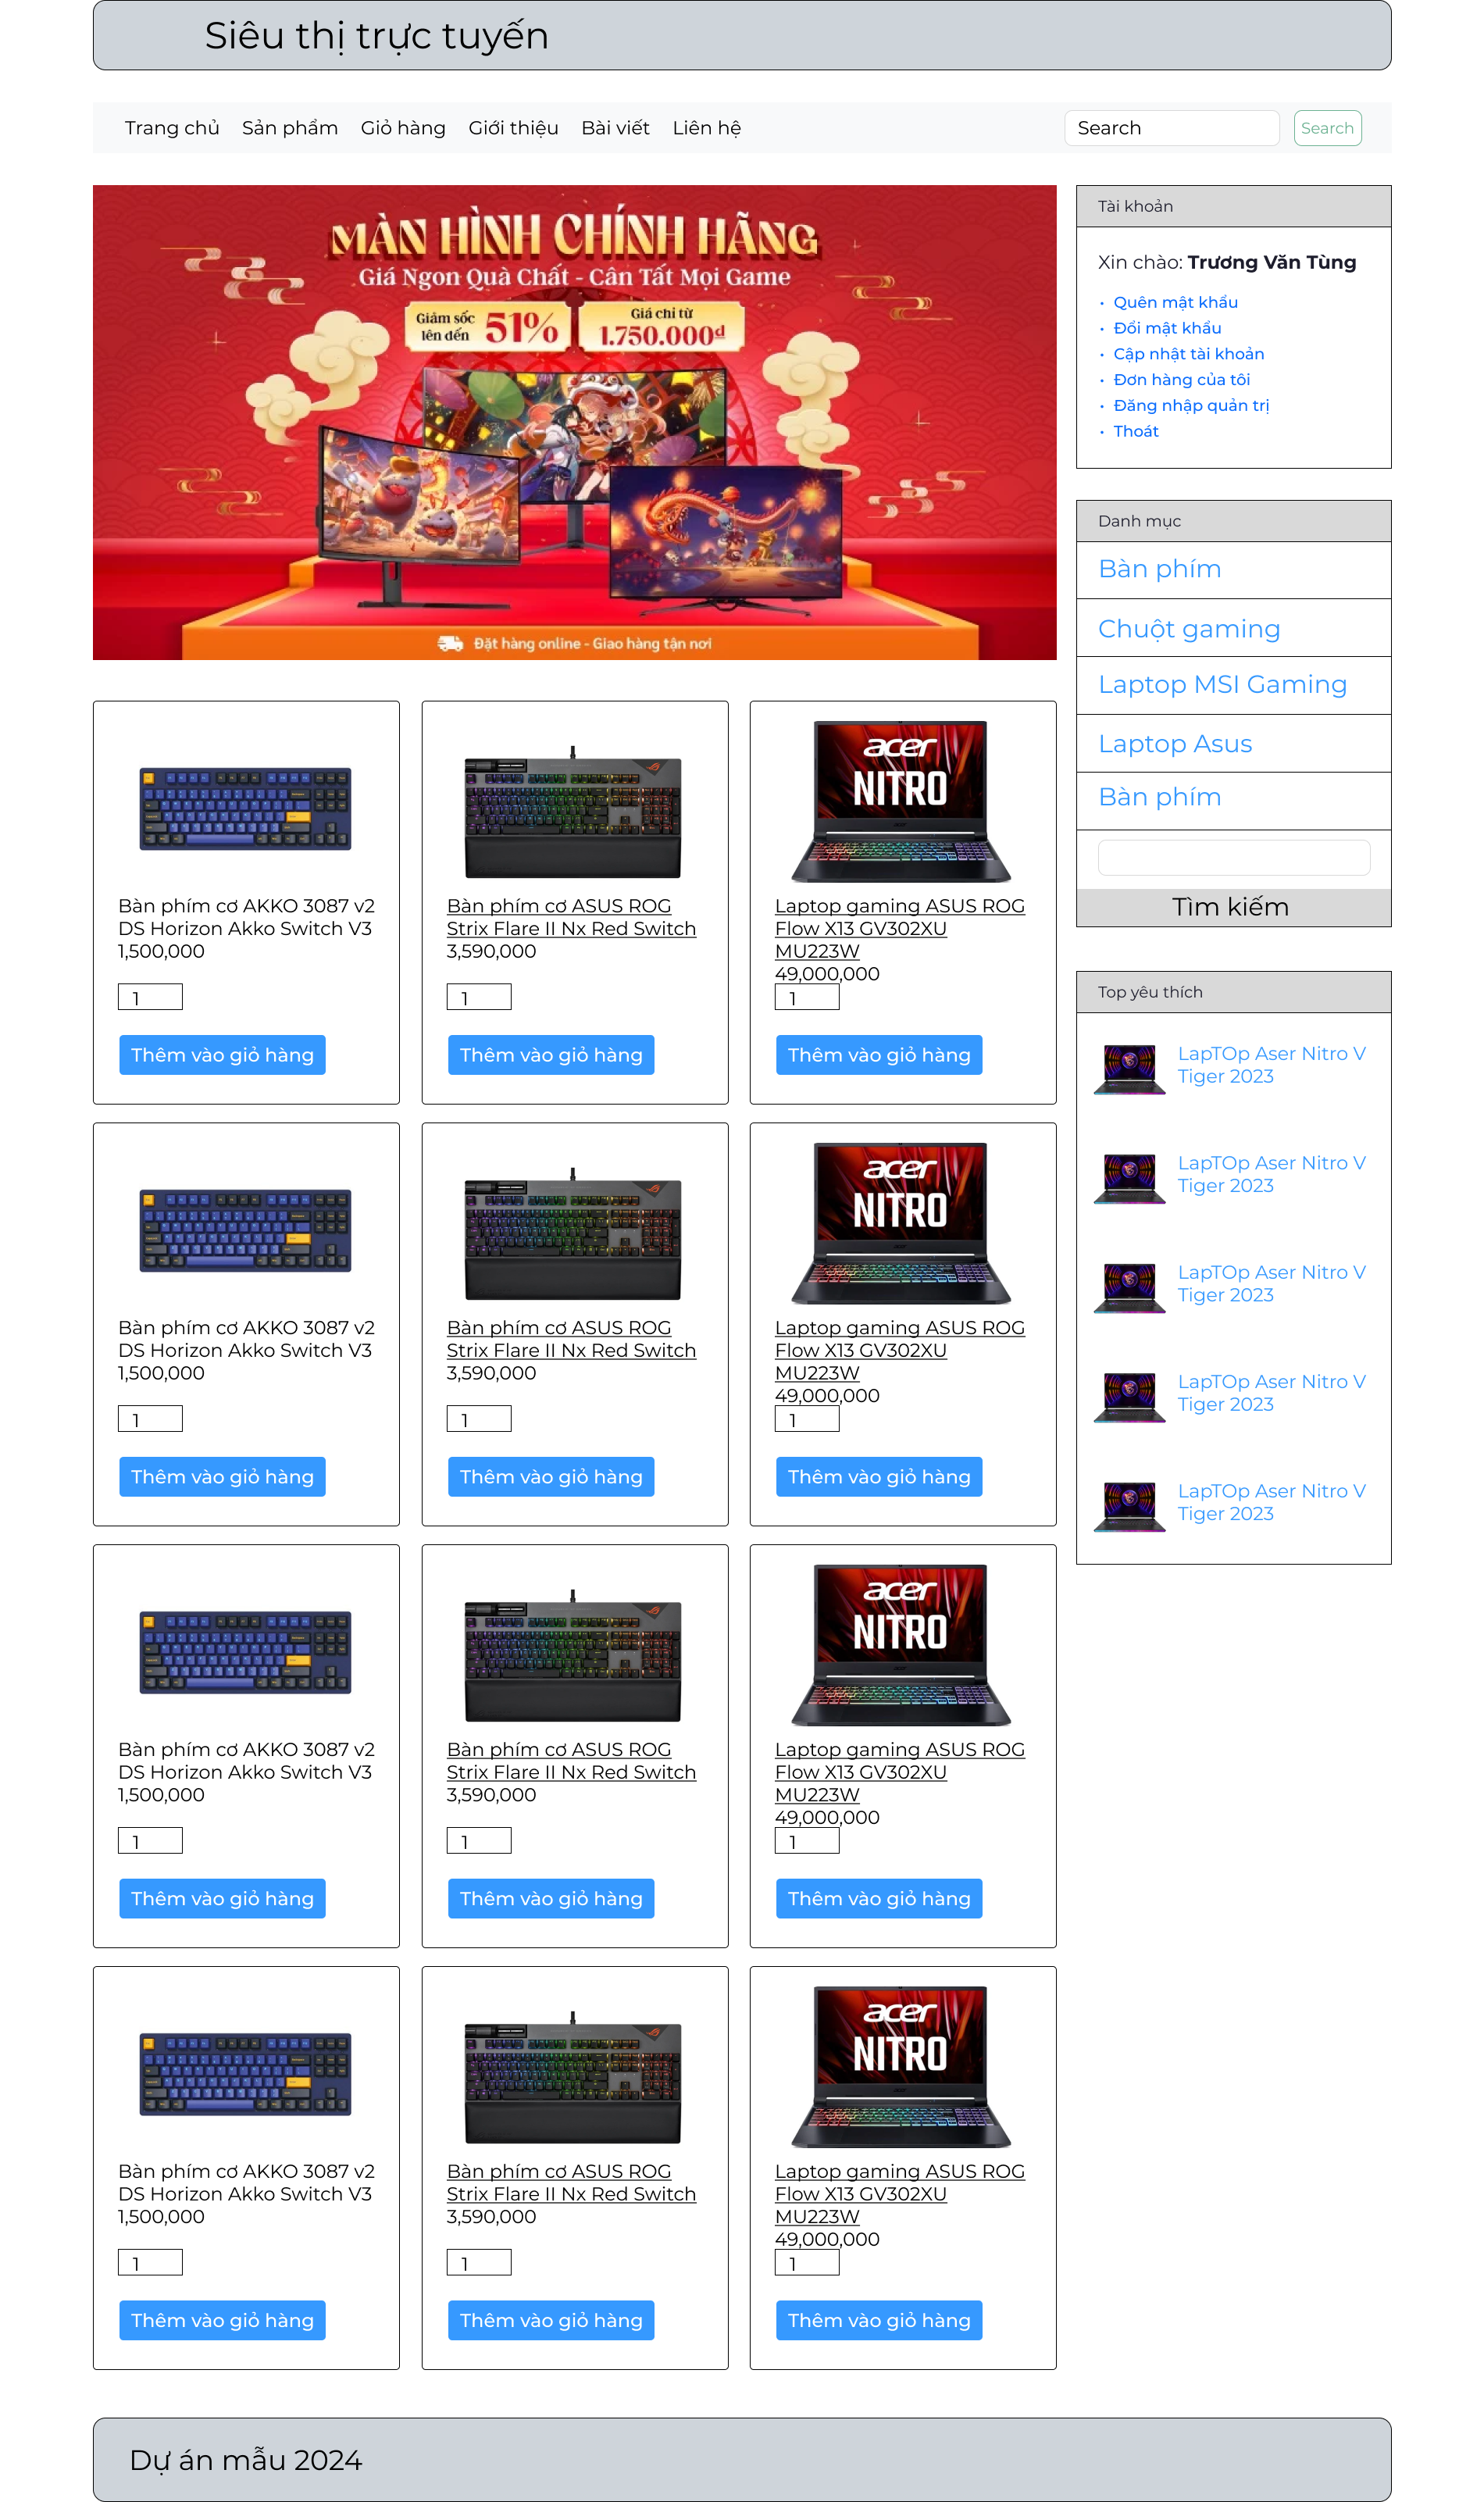 Siêu thị trực tuyến
Trang chủ Sản phẩm Giỏ hàng Giới thiệu Bài viết Liên hệ Search Search
MÀN HÌNH CHÍNH HÃNG
Giá Ngon Quà Chất - Cân Tất Mọi Game
Giảm sốc
lên đến 51%
Giá chỉ từ
1.750.000đ
Đặt hàng online - Giao hàng tận nơi
Tài khoản
Xin chào: Trương Văn Tùng
• Quên mật khẩu
• Đổi mật khẩu
• Cập nhật tài khoản
• Đơn hàng của tôi
• Đăng nhập quản trị
• Thoát
Danh mục
Bàn phím
Chuột gaming
Laptop MSI Gaming
Laptop Asus
Bàn phím
Tìm kiếm
Top yêu thích
LapTOp Aser Nitro V
Tiger 2023
LapTOp Aser Nitro V
Tiger 2023
LapTOp Aser Nitro V
Tiger 2023
LapTOp Aser Nitro V
Tiger 2023
LapTOp Aser Nitro V
Tiger 2023
Bàn phím cơ AKKO 3087 v2
DS Horizon Akko Switch V3
1,500,000
1
Thêm vào giỏ hàng
Bàn phím cơ ASUS ROG
Strix Flare II Nx Red Switch
3,590,000
1
Thêm vào giỏ hàng
acer
NITRO
Laptop gaming ASUS ROG
Flow X13 GV302XU
MU223W
49,000,000
1
Thêm vào giỏ hàng
Bàn phím cơ AKKO 3087 v2
DS Horizon Akko Switch V3
1,500,000
1
Thêm vào giỏ hàng
Bàn phím cơ ASUS ROG
Strix Flare II Nx Red Switch
3,590,000
1
Thêm vào giỏ hàng
acer
NITRO
Laptop gaming ASUS ROG
Flow X13 GV302XU
MU223W
49,000,000
1
Thêm vào giỏ hàng
Bàn phím cơ AKKO 3087 v2
DS Horizon Akko Switch V3
1,500,000
1
Thêm vào giỏ hàng
Bàn phím cơ ASUS ROG
Strix Flare II Nx Red Switch
3,590,000
1
Thêm vào giỏ hàng
acer
NITRO
Laptop gaming ASUS ROG
Flow X13 GV302XU
MU223W
49,000,000
1
Thêm vào giỏ hàng
Bàn phím cơ AKKO 3087 v2
DS Horizon Akko Switch V3
1,500,000
1
Thêm vào giỏ hàng
Bàn phím cơ ASUS ROG
Strix Flare II Nx Red Switch
3,590,000
1
Thêm vào giỏ hàng
acer
NITRO
Laptop gaming ASUS ROG
Flow X13 GV302XU
MU223W
49,000,000
1
Thêm vào giỏ hàng
Dự án mẫu 2024